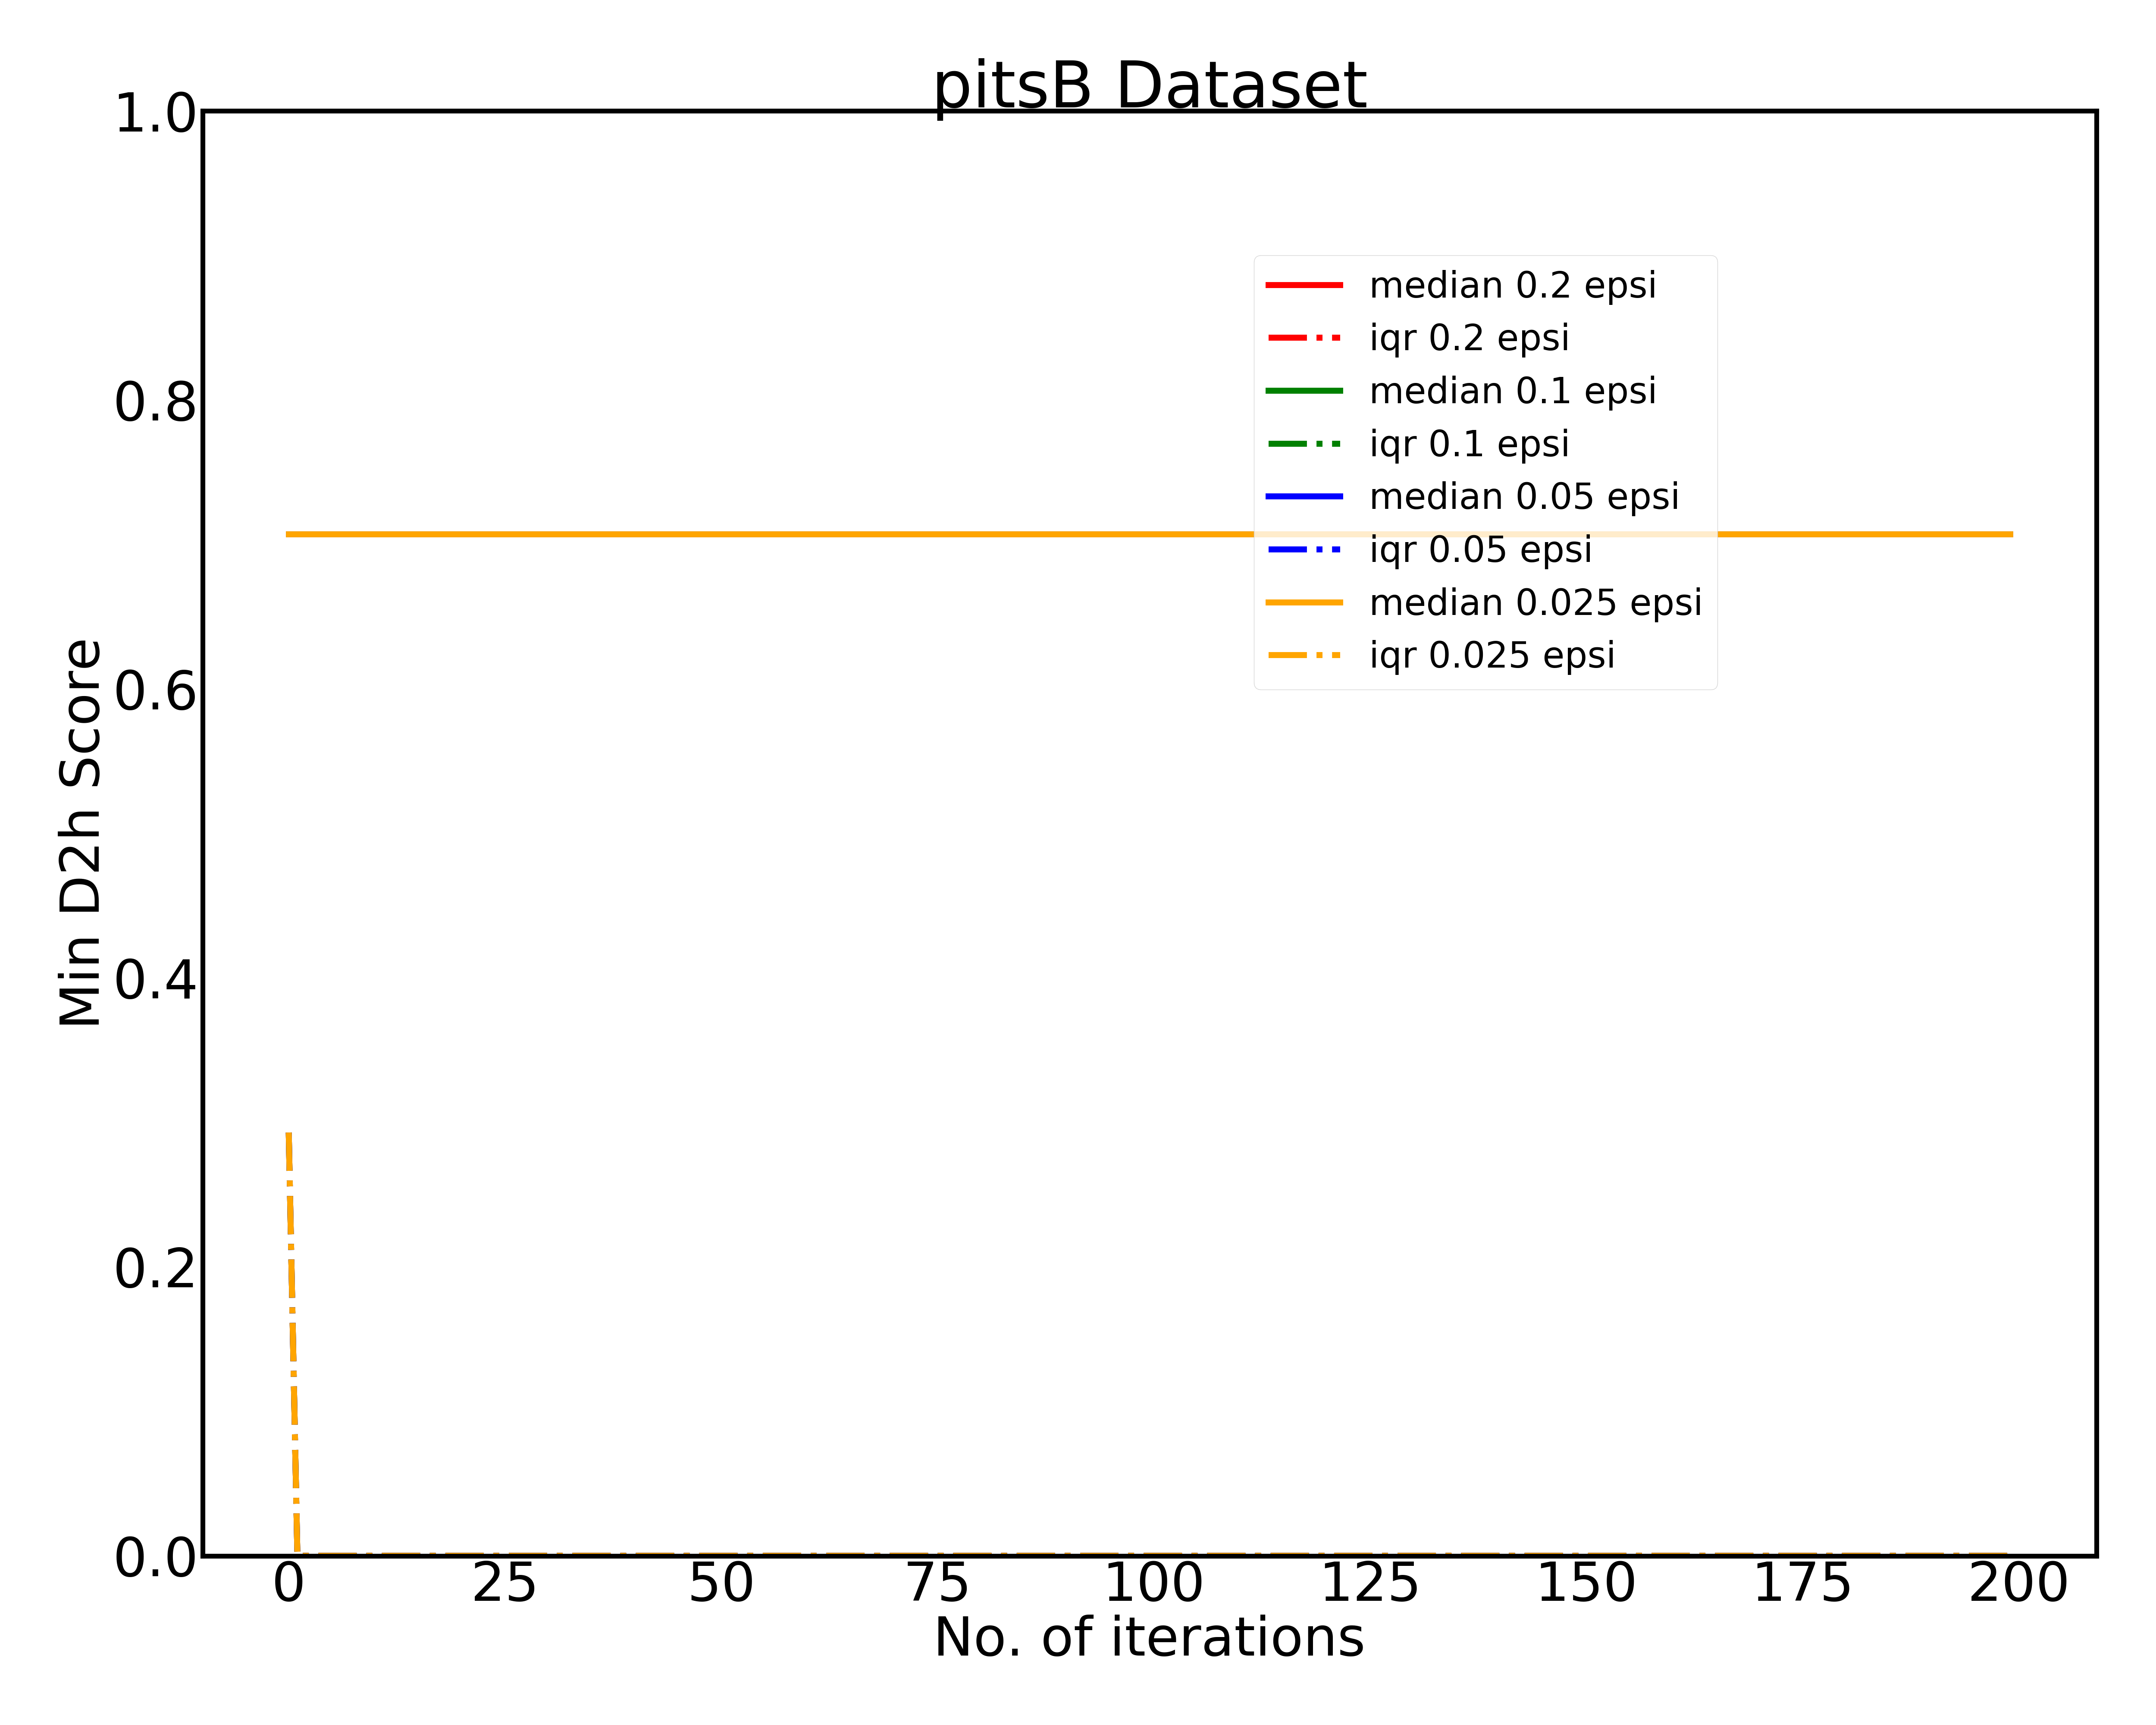 pitsB Dataset
1.0
0.8
0.6
0.4
0.2
0.0
Min D2h Score
median 0.2 epsi
iqr 0.2 epsi
median 0.1 epsi
iqr 0.1 epsi
median 0.05 epsi
iqr 0.05 epsi
median 0.025 epsi
iqr 0.025 epsi
0 25 50 75 100 125 150 175 200
No. of iterations